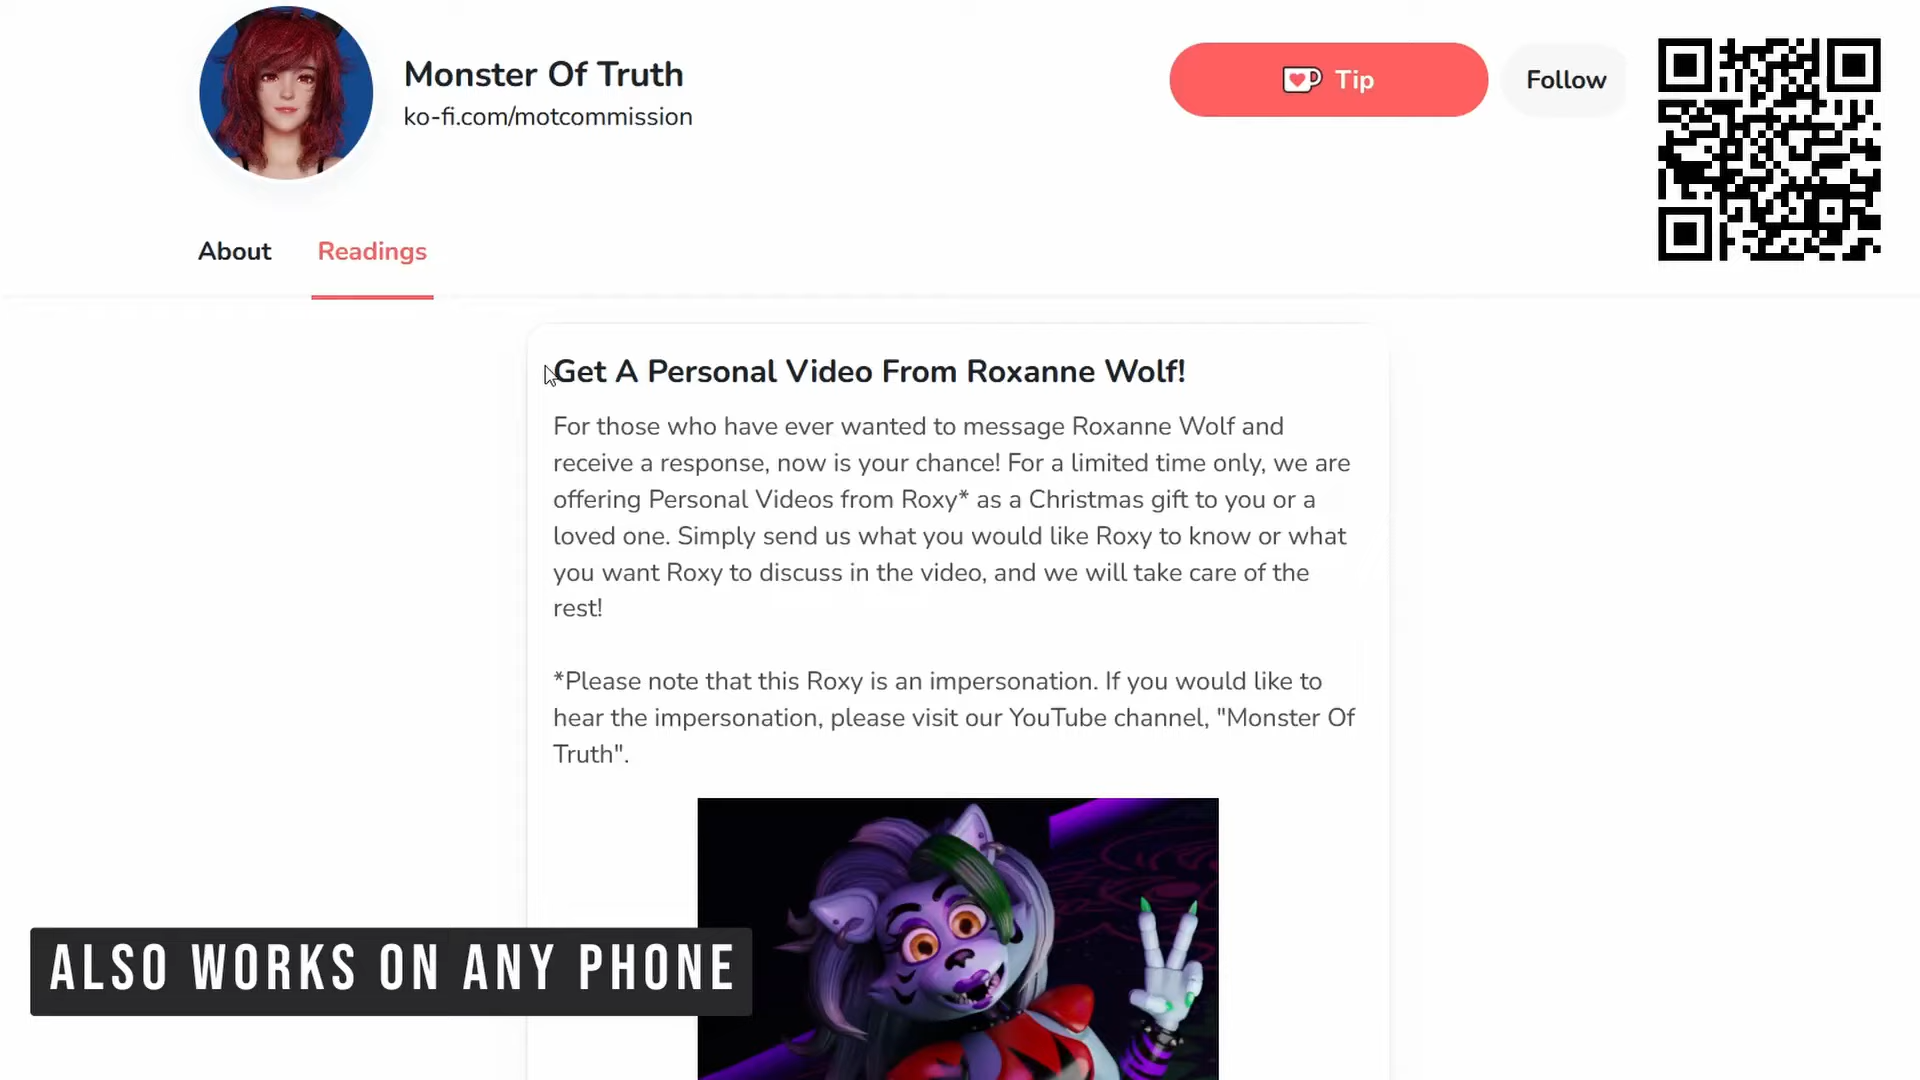 Monster Of Truth
ko-fi.com/motcommission
Tip
Follow
About
Readings
Get A Personal Video From Roxanne Wolf!
For those who have ever wanted to message Roxanne Wolf and
receive a response, now is your chance! For a limited time only, we are
offering Personal Videos from Roxy* as a Christmas gift to you or a
loved one. Simply send us what you would like Roxy to know or what
you want Roxy to discuss in the video, and we will take care of the
rest!
*Please note that this Roxy is an impersonation. If you would like to
hear the impersonation, please visit our YouTube channel, "Monster Of
Truth".
ALSO WORKS ON ANY PHONE